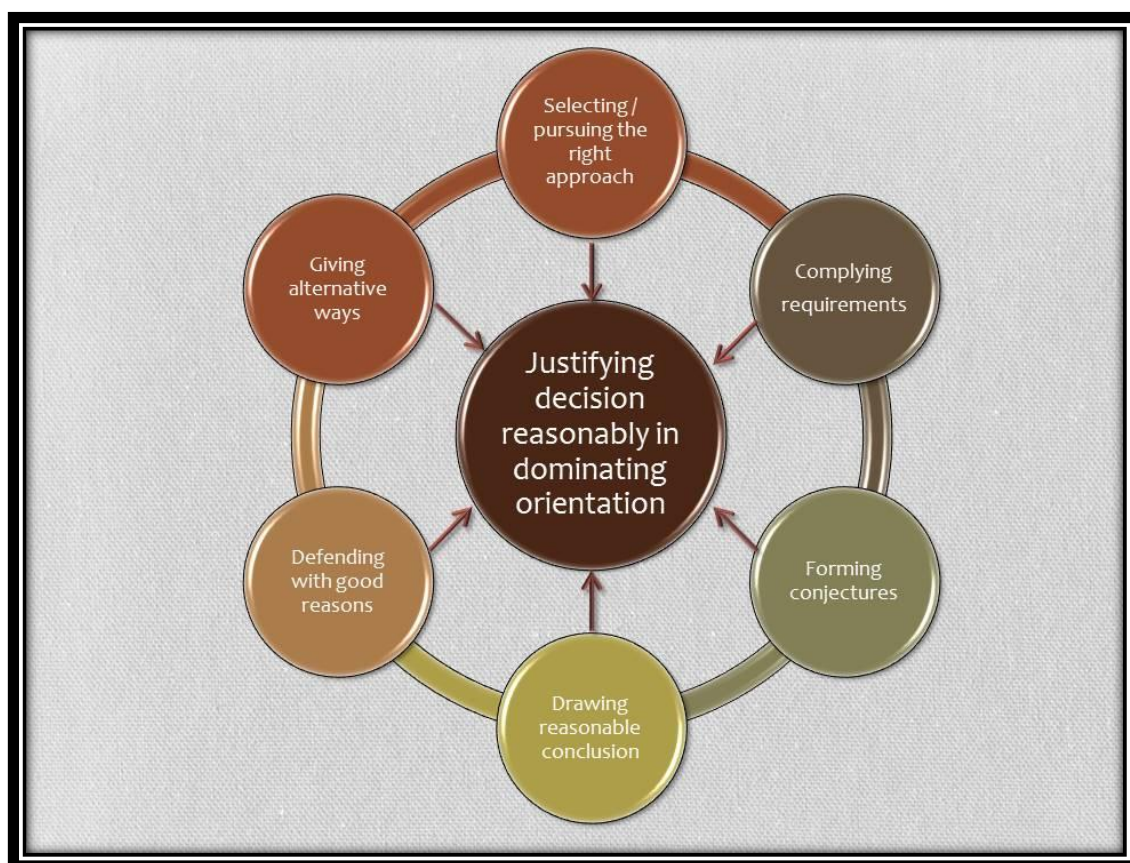 Selecting /
pursuing the
right
approach
Complying
requirements
Forming
conjectures
Drawing
reasonable
conclusion
Defending
with good
reasons
Giving
alternative
ways
Justifying
decision
reasonably in
dominating
orientation